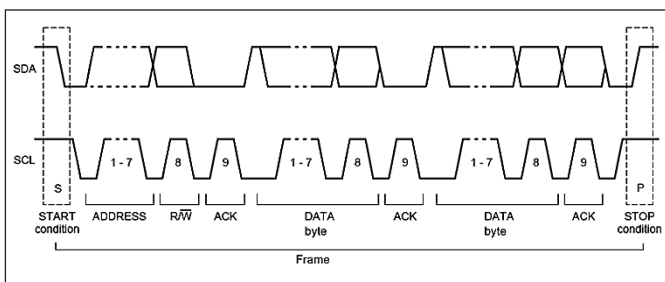 SDA
SCL 1 - 7 8 9 1 - 7 8 9 1 - 7 8 9
S P
START ADDRESS R/W̅ ACK DATA ACK DATA ACK STOP
condition byte byte condition
Frame